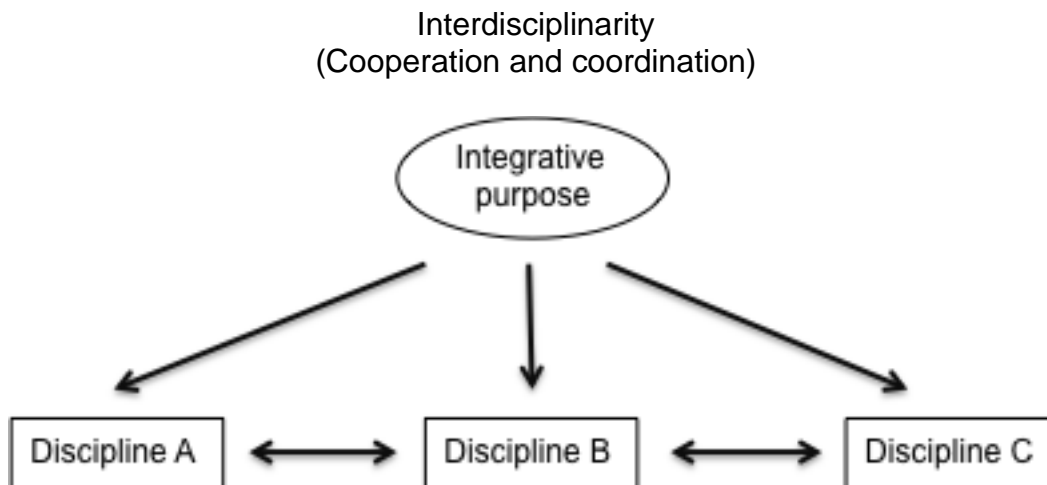 Interdisciplinarity
(Cooperation and coordination)
Integrative
purpose
Discipline A
Discipline B
Discipline C